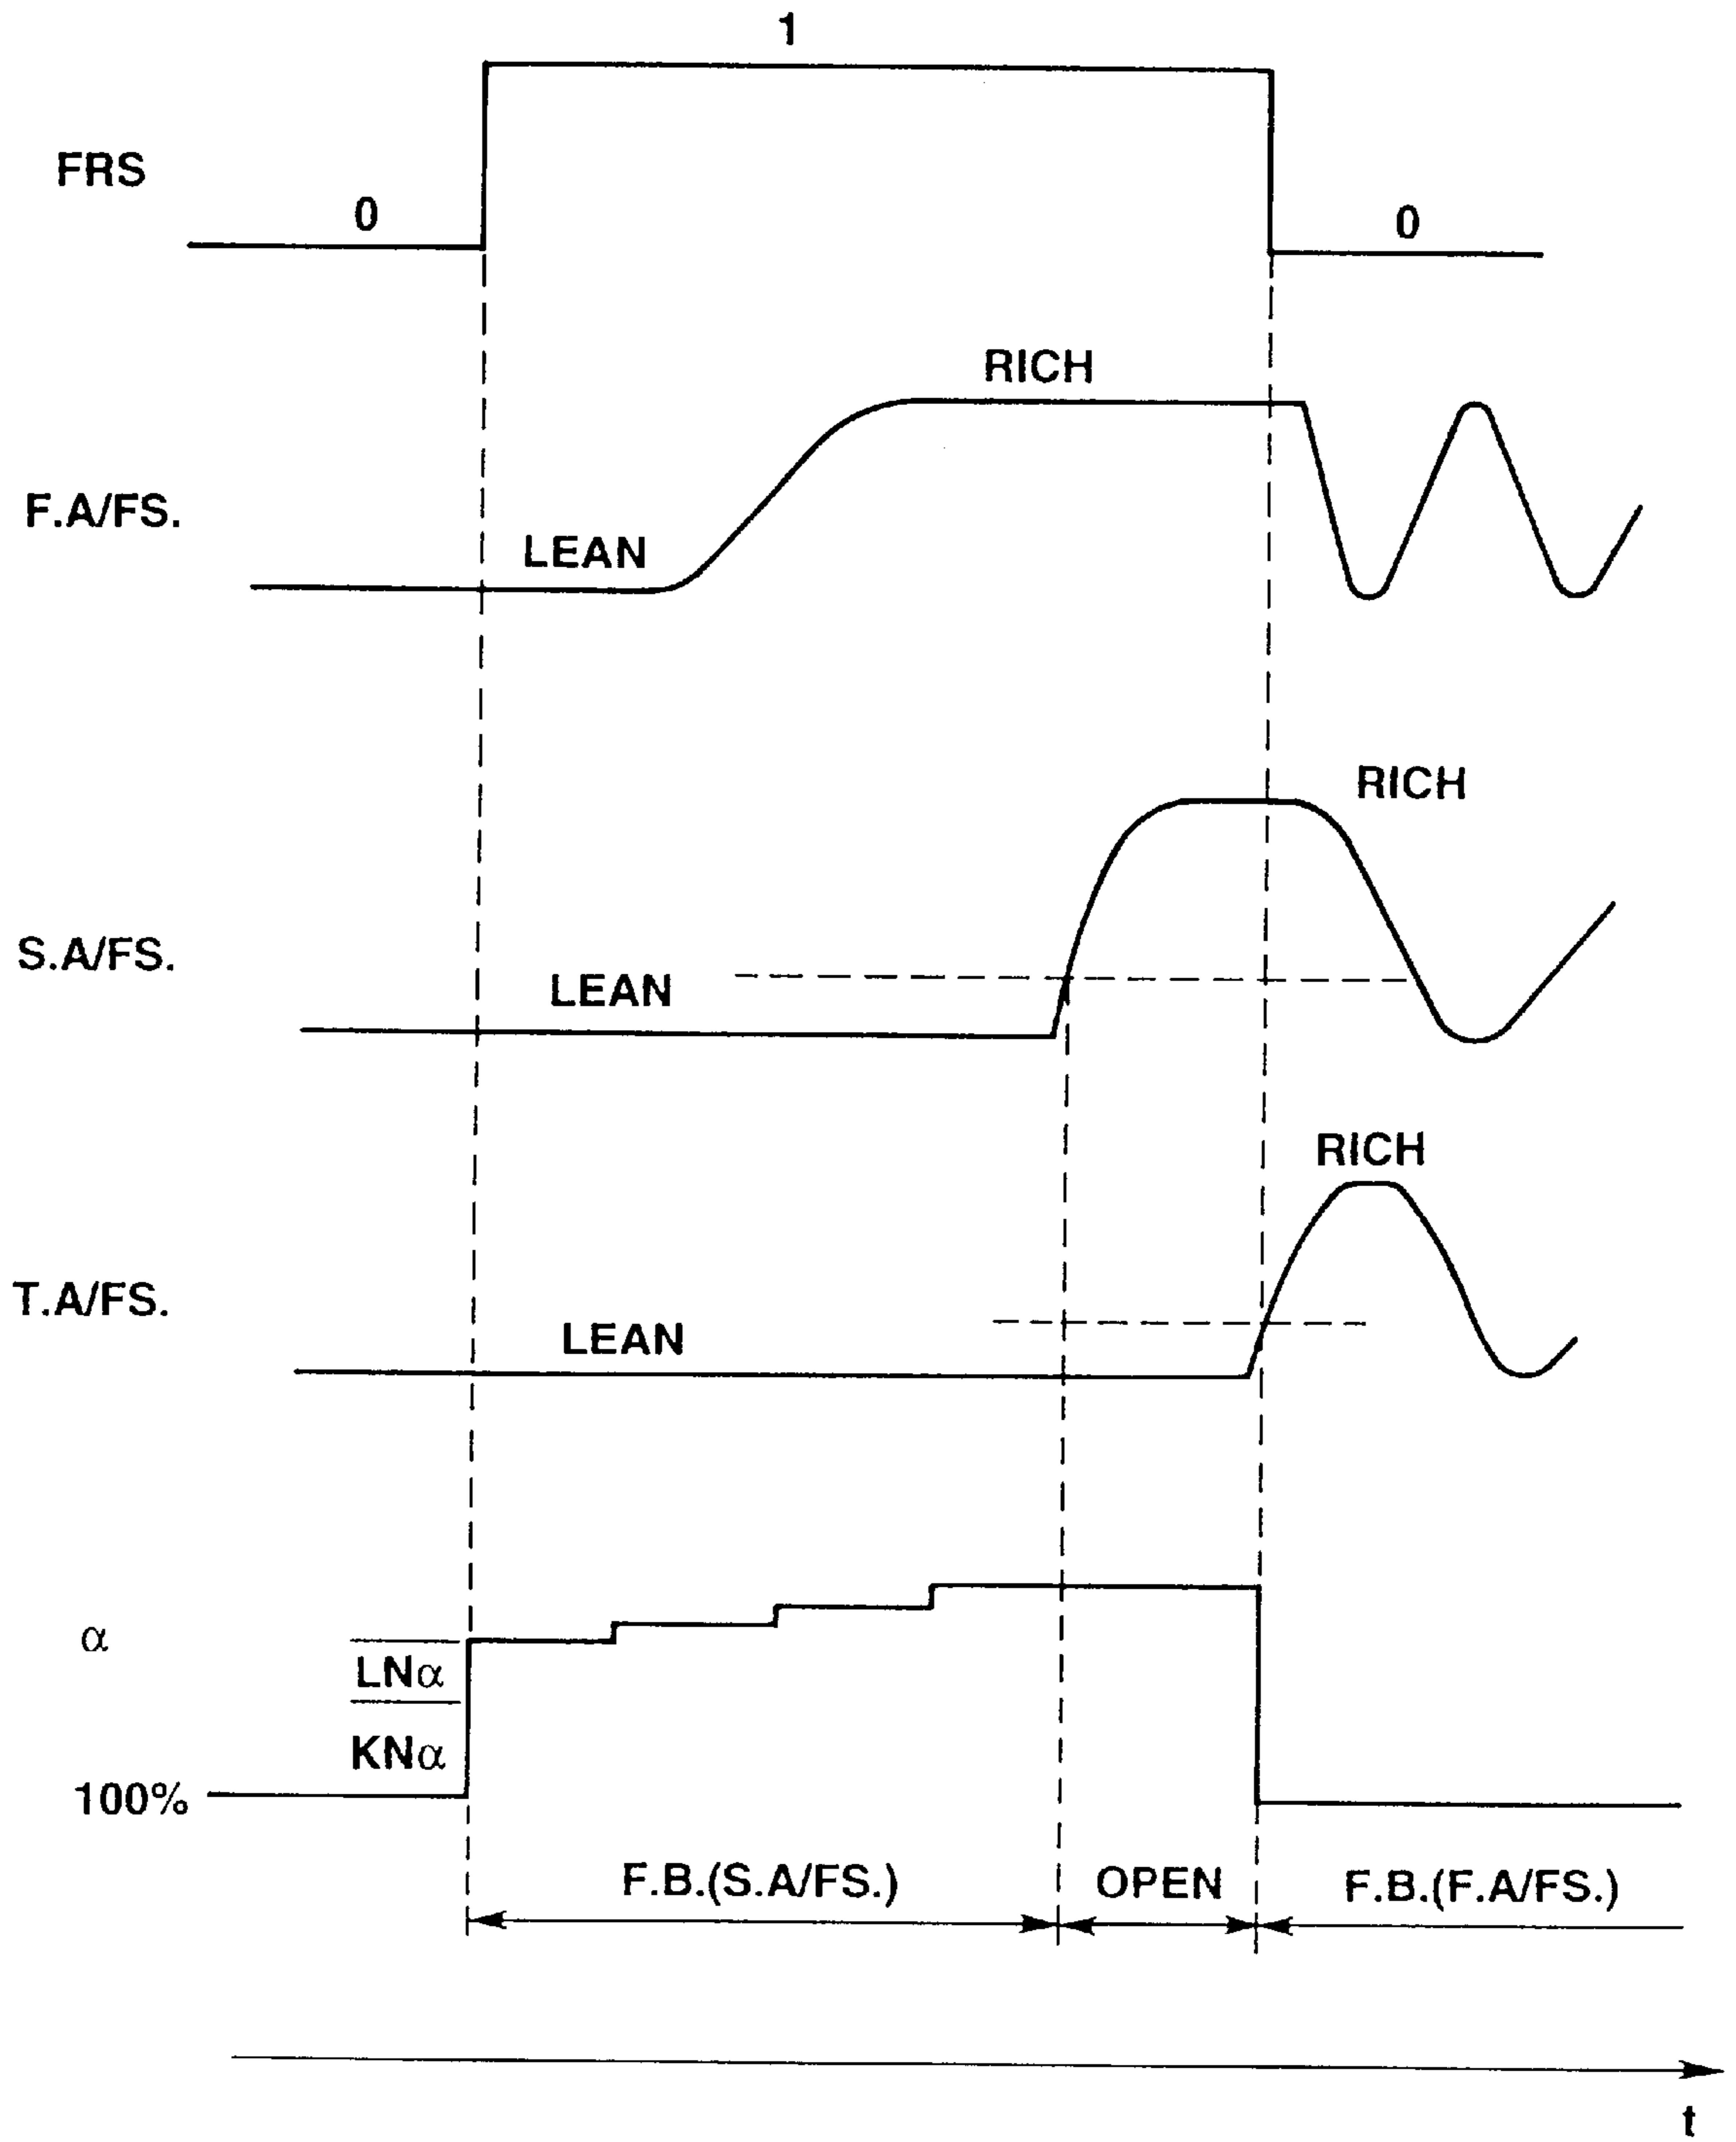 1
FRS
0
0
RICH
F.A/FS.
LEAN
RICH
S.A/FS.
LEAN
RICH
T.A/FS.
LEAN
α
LNα
KNα
100%
F.B.(S.A/FS.)
OPEN
F.B.(F.A/FS.)
t